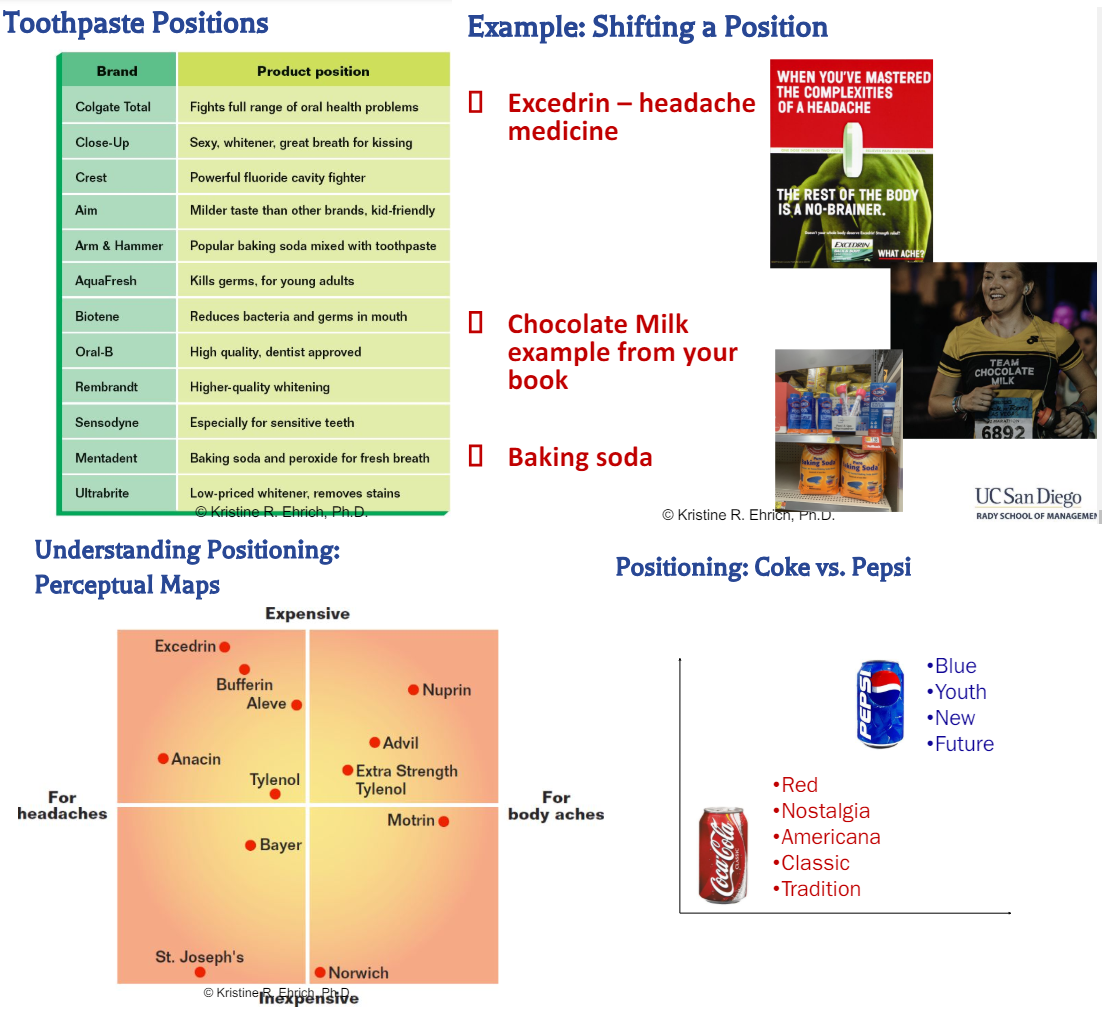 Toothpaste Positions
Brand Product position
Colgate Total Fights full range of oral health problems
Close-Up Sexy, whitener, great breath for kissing
Crest Powerful fluoride cavity fighter
Aim Milder taste than other brands, kid-friendly
Arm & Hammer Popular baking soda mixed with toothpaste
AquaFresh Kills germs, for young adults
Biotene Reduces bacteria and germs in mouth
Oral-B High quality, dentist approved
Rembrandt Higher-quality whitening
Sensodyne Especially for sensitive teeth
Mentadent Baking soda and peroxide for fresh breath
Ultrabrite Low-priced whitener, removes stains
© Kristine R. Ehrich, Ph.D.
Example: Shifting a Position
Excedrin – headache
medicine
Chocolate Milk
example from your
book
Baking soda
WHEN YOU'VE MASTERED
THE COMPLEXITIES
OF A HEADACHE
THE REST OF THE BODY
IS A NO-BRAINER.
EXCEDRIN
WHAT ACHE?
TEAM
CHOCOLATE
MILK
6892
Baking Soda
Baking Soda
© Kristine R. Ehrich, Ph.D.
UC San Diego
RADY SCHOOL OF MANAGEMEN
Understanding Positioning:
Perceptual Maps
Expensive
Excedrin
Bufferin
Aleve
Nuprin
Anacin
Advil
Tylenol
Extra Strength
Tylenol
For
headaches
For
body aches
Motrin
Bayer
St. Joseph's
Norwich
© Kristine R. Ehrich, Ph.D.
Inexpensive
Positioning: Coke vs. Pepsi
PEPSI
•Blue
•Youth
•New
•Future
Coca-Cola
CLASSIC
•Red
•Nostalgia
•Americana
•Classic
•Tradition